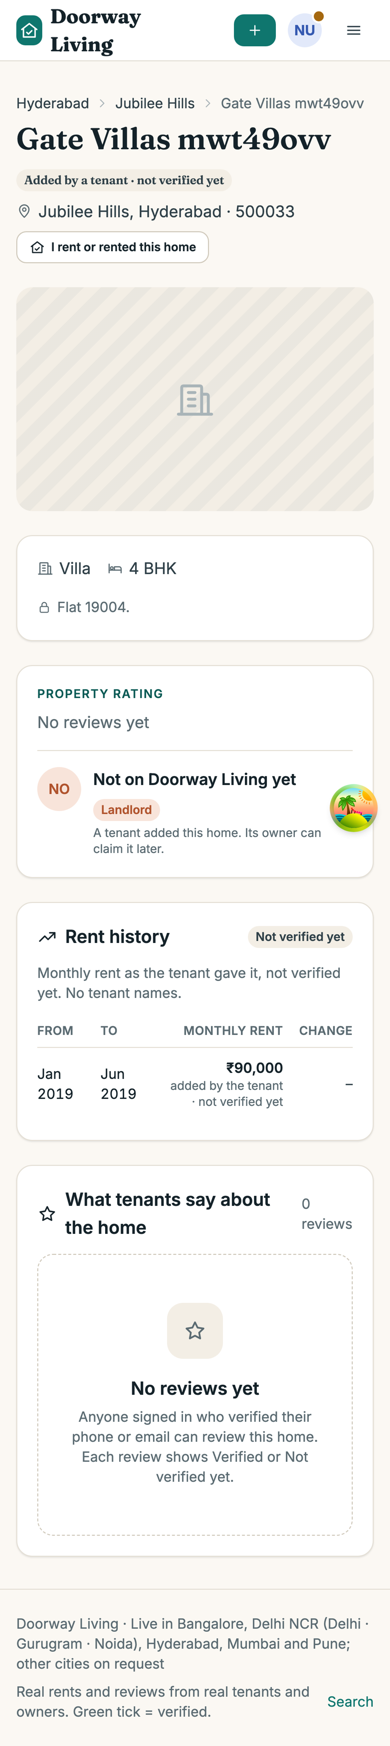 Doorway
Living
NU
Hyderabad > Jubilee Hills > Gate Villas mwt49ovv
Gate Villas mwt49ovv
Added by a tenant · not verified yet
Jubilee Hills, Hyderabad · 500033
I rent or rented this home
Villa 4 BHK
Flat 19004.
PROPERTY RATING
No reviews yet
NO
Not on Doorway Living yet
Landlord
A tenant added this home. Its owner can
claim it later.
Rent history Not verified yet
Monthly rent as the tenant gave it, not verified
yet. No tenant names.
FROM TO MONTHLY RENT CHANGE
Jan
2019
Jun
2019
₹90,000
added by the tenant
· not verified yet
–
What tenants say about
the home
0
reviews
No reviews yet
Anyone signed in who verified their
phone or email can review this home.
Each review shows Verified or Not
verified yet.
Doorway Living · Live in Bangalore, Delhi NCR (Delhi ·
Gurugram · Noida), Hyderabad, Mumbai and Pune;
other cities on request
Real rents and reviews from real tenants and
owners. Green tick = verified.
Search